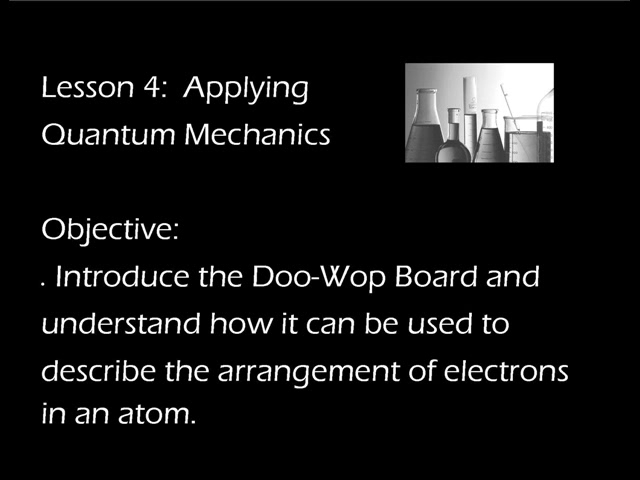 Lesson 4:  Applying
Quantum Mechanics
Objective:
. Introduce the Doo-Wop Board and
understand how it can be used to
describe the arrangement of electrons
in an atom.